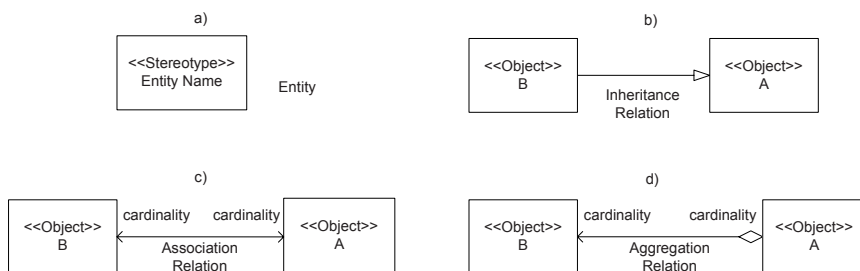 a)
<<Stereotype>>
Entity Name
Entity
b)
<<Object>>
B
Inheritance
Relation
<<Object>>
A
c)
<<Object>>
B
cardinality
cardinality
Association
Relation
<<Object>>
A
d)
<<Object>>
B
cardinality
cardinality
Aggregation
Relation
<<Object>>
A